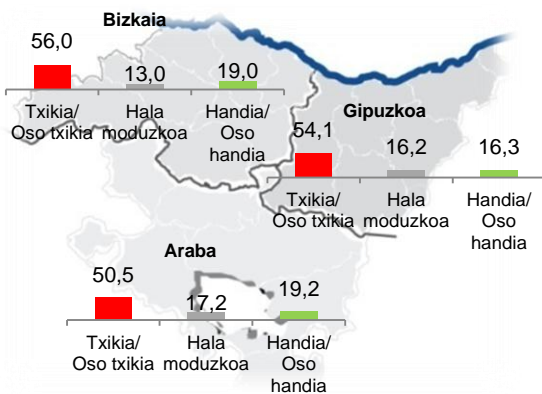 Bizkaia
56,0
13,0
19,0
Txikia/
Oso txikia
Hala
moduzkoa
Handia/
Oso
handia
Gipuzkoa
54,1
16,2
16,3
Txikia/
Oso txikia
Hala
moduzkoa
Handia/
Oso
handia
Araba
50,5
17,2
19,2
Txikia/
Oso txikia
Hala
moduzkoa
Handia/
Oso
handia